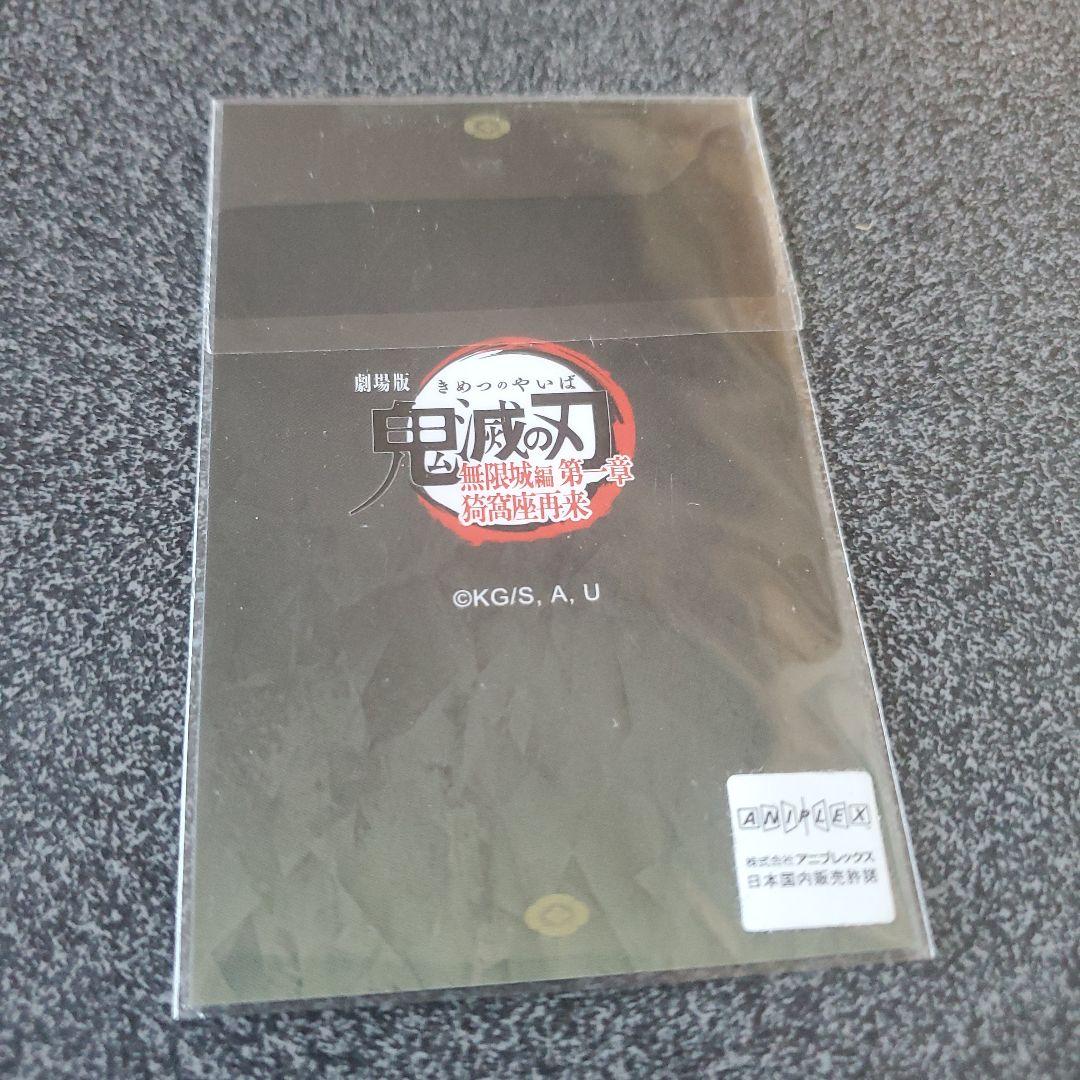 劇場版
きめつのやいば
鬼滅の刃
無限城編 第一章
猗窩座再来
©KG/S, A, U
ANIPLEX
株式会社アニプレックス
日本国内販売許諾